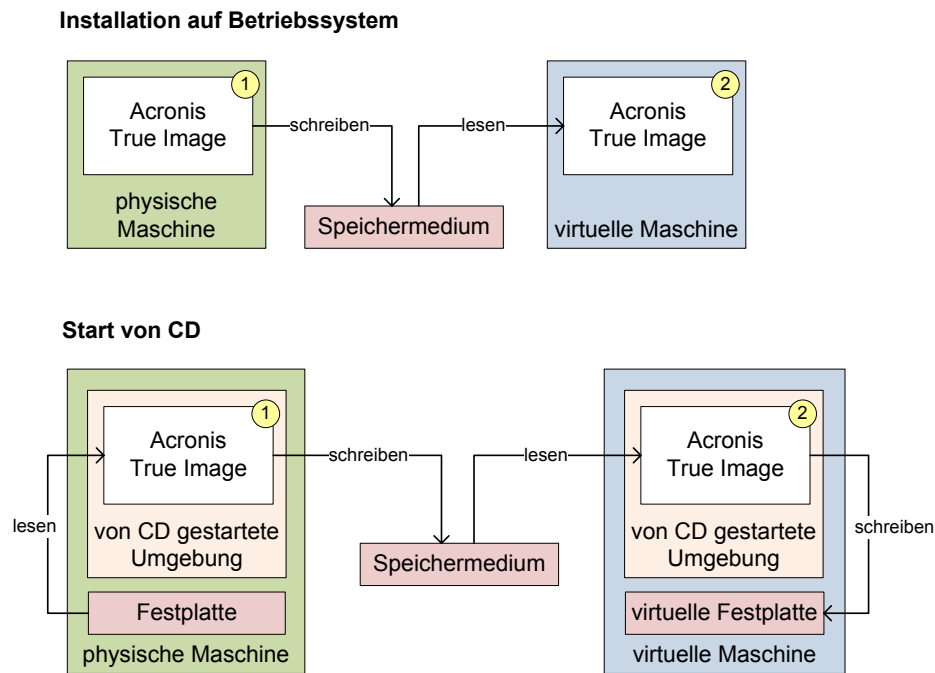 Installation auf Betriebssystem
1
2
Acronis
True Image
schreiben
lesen
Acronis
True Image
physische
Maschine
Speichermedium
virtuelle Maschine
Start von CD
1
2
Acronis
True Image
schreiben
lesen
Acronis
True Image
lesen
von CD gestartete
Umgebung
schreiben
von CD gestartete
Umgebung
Speichermedium
Festplatte
virtuelle Festplatte
physische Maschine
virtuelle Maschine